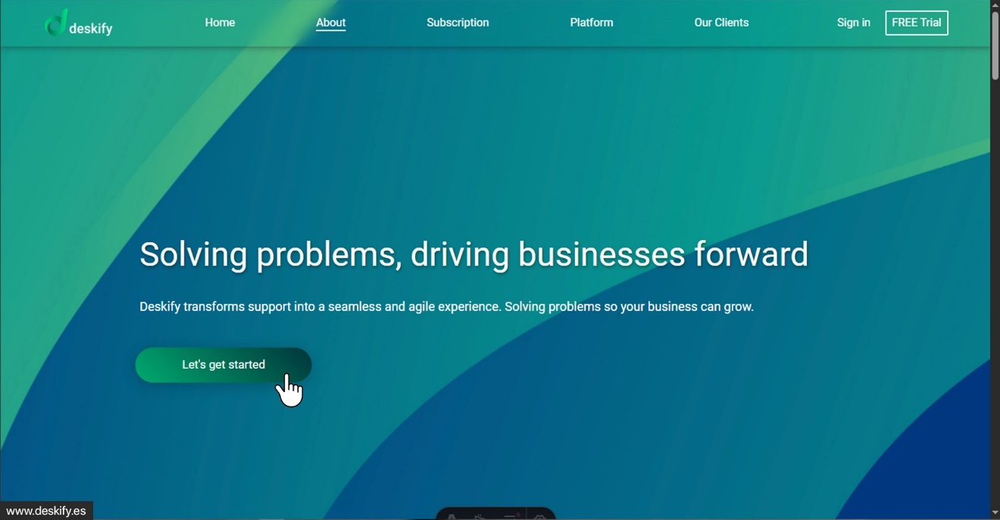 deskify
Home
About
Subscription
Platform
Our Clients
Sign in
FREE Trial
Solving problems, driving businesses forward
Deskify transforms support into a seamless and agile experience. Solving problems so your business can grow.
Let's get started
www.deskify.es